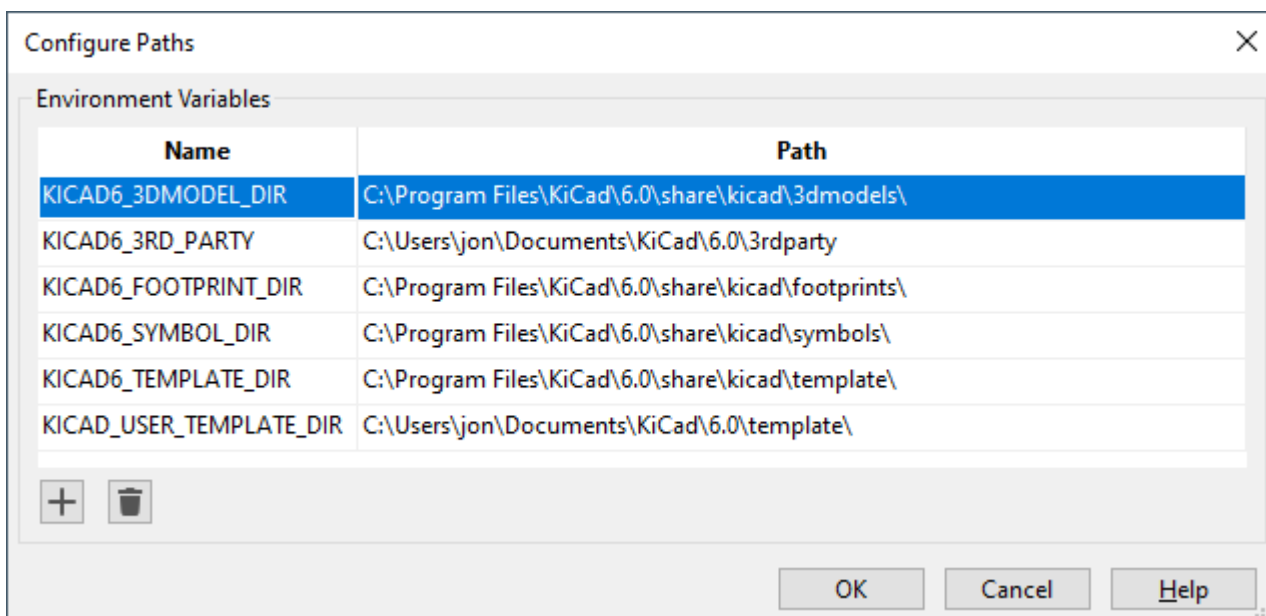 Configure Paths
Environment Variables
Name Path
KICAD6_3DMODEL_DIR C:\Program Files\KiCad\6.0\share\kicad\3dmodels\
KICAD6_3RD_PARTY C:\Users\jon\Documents\KiCad\6.0\3rdparty
KICAD6_FOOTPRINT_DIR C:\Program Files\KiCad\6.0\share\kicad\footprints\
KICAD6_SYMBOL_DIR C:\Program Files\KiCad\6.0\share\kicad\symbols\
KICAD6_TEMPLATE_DIR C:\Program Files\KiCad\6.0\share\kicad\template\
KICAD_USER_TEMPLATE_DIR C:\Users\jon\Documents\KiCad\6.0\template\
OK Cancel Help